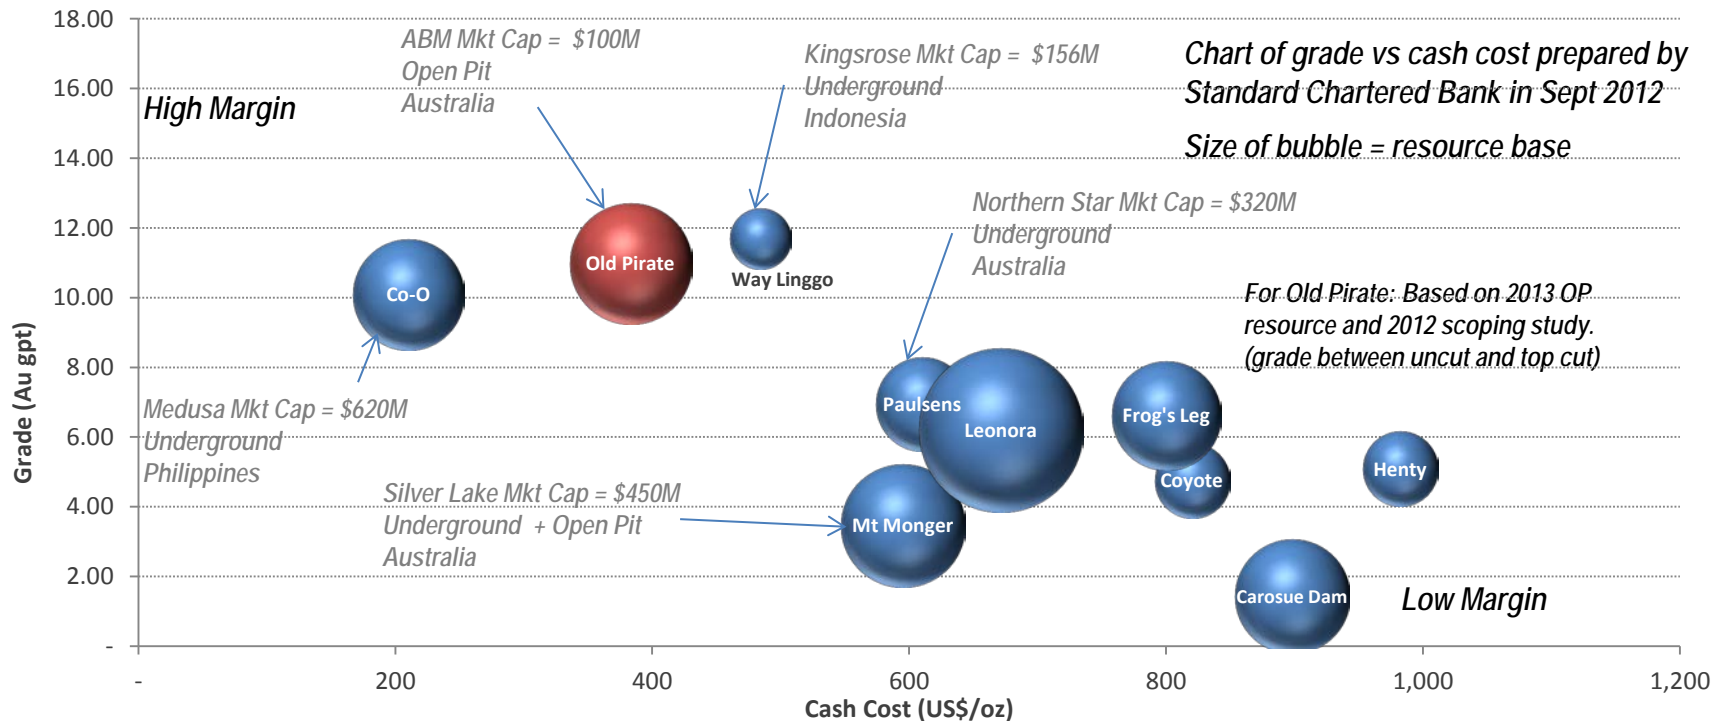 18.00
16.00
14.00
12.00
10.00
8.00
6.00
4.00
2.00
-
Grade (Au gpt)
High Margin
ABM Mkt Cap = $100M
Open Pit
Australia
Kingsrose Mkt Cap = $156M
Underground
Indonesia
Chart of grade vs cash cost prepared by
Standard Chartered Bank in Sept 2012
Size of bubble = resource base
Northern Star Mkt Cap = $320M
Underground
Australia
For Old Pirate: Based on 2013 OP
resource and 2012 scoping study.
(grade between uncut and top cut)
Co-O
Old Pirate
Way Linggo
Medusa Mkt Cap = $620M
Underground
Philippines
Paulsens
Leonora
Frog's Leg
Coyote
Henty
Silver Lake Mkt Cap = $450M
Underground + Open Pit
Australia
Mt Monger
Carosue Dam
Low Margin
-
200
400
600
800
1,000
1,200
Cash Cost (US$/oz)